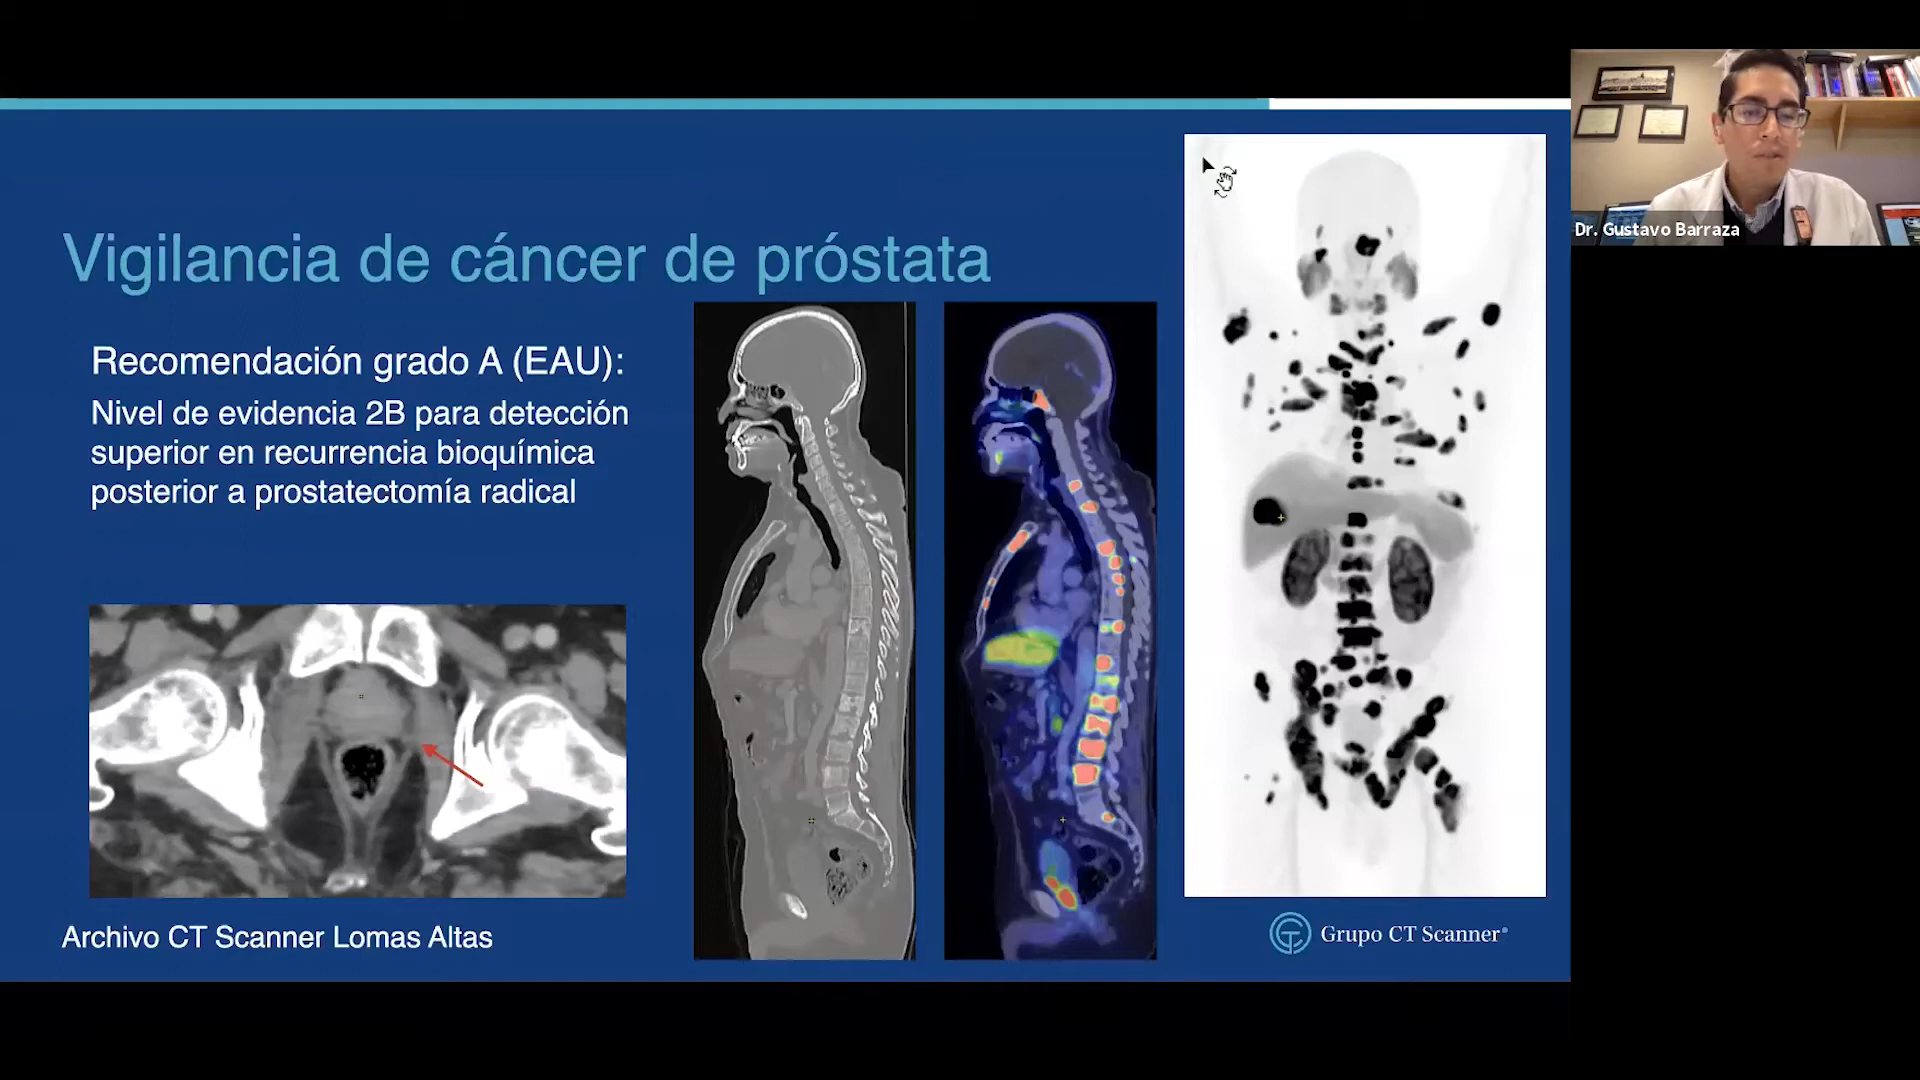 Vigilancia de cáncer de próstata
Recomendación grado A (EAU):
Nivel de evidencia 2B para detección
superior en recurrencia bioquímica
posterior a prostatectomía radical
Archivo CT Scanner Lomas Altas
Grupo CT Scanner
Dr. Gustavo Barraza